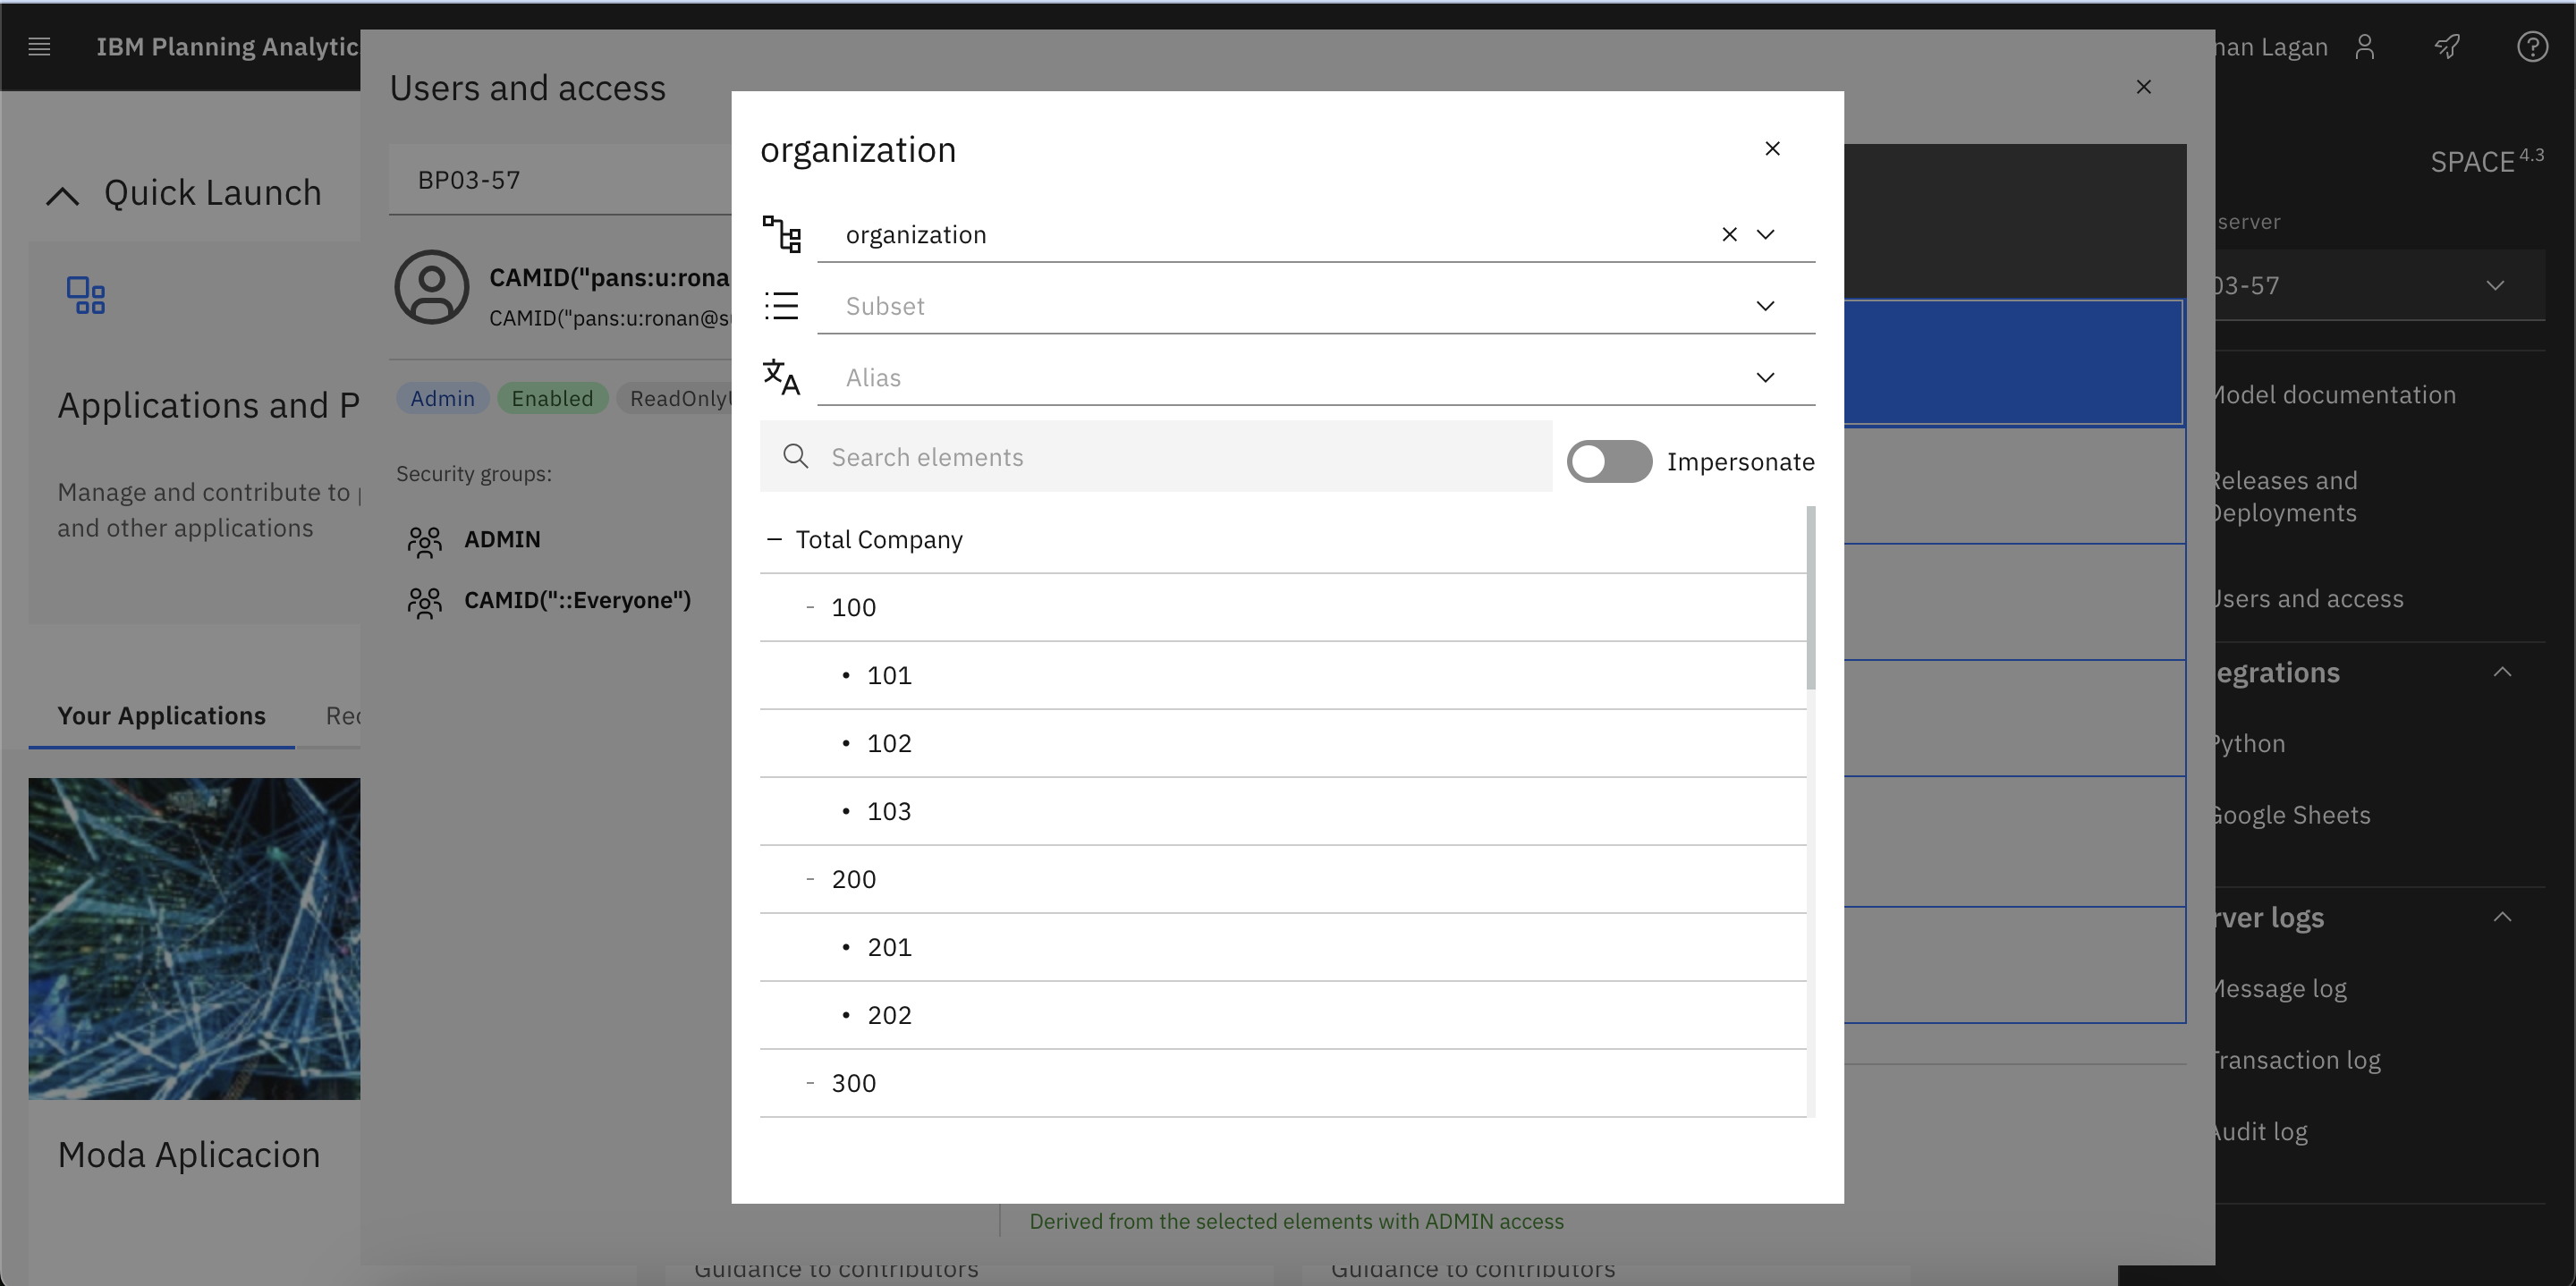 IBM Planning Analytic
Lagan
Users and access
organization
Quick Launch
BP03-57
SPACE 4.3
server
organization
03-57
CAMID("pans:u:rona
CAMID("pans:u:ronan@s
Subset
Alias
Applications and P
Admin
Enabled
ReadOnly
Model documentation
Search elements
Impersonate
Security groups:
Manage and contribute to
and other applications
Releases and
Deployments
ADMIN
Total Company
CAMID("::Everyone")
100
Users and access
101
egrations
Your Applications
Rec
102
Python
103
Google Sheets
200
rver logs
201
Message log
202
Transaction log
300
Audit log
Moda Aplicacion
Derived from the selected elements with ADMIN access
Guidance to contributors
Guidance to contributors